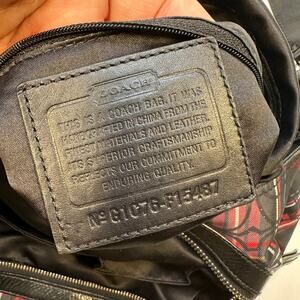 COACH
THIS IS A COACH BAG. IT WAS
HANDCRAFTED IN CHINA FROM THE
FINEST MATERIALS AND LEATHER.
ITS SUPERIOR CRAFTSMANSHIP
REFLECTS OUR COMMITMENT TO
ENDURING QUALITY.
Nº G1076-F15437